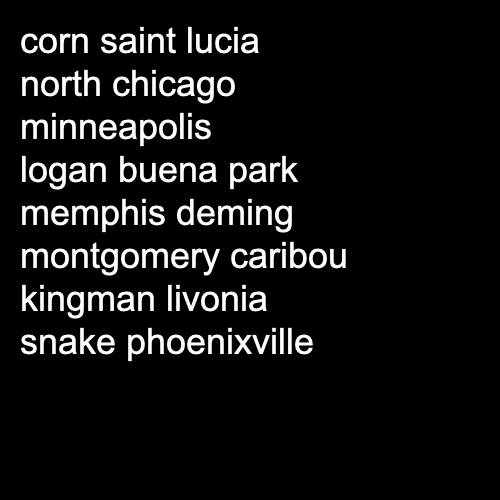 corn saint lucia
north chicago
minneapolis
logan buena park
memphis deming
montgomery caribou
kingman livonia
snake phoenixville